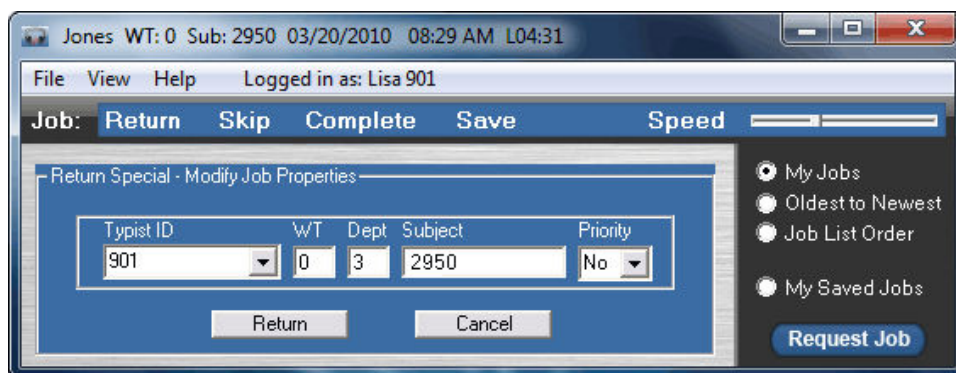 Jones WT: 0 Sub: 2950 03/20/2010 08:29 AM L04:31
File View Help Logged in as: Lisa 901
Job: Return Skip Complete Save Speed
Return Special - Modify Job Properties
Typist ID WT Dept Subject Priority
901 0 3 2950 No
Return Cancel
My Jobs
Oldest to Newest
Job List Order
My Saved Jobs
Request Job